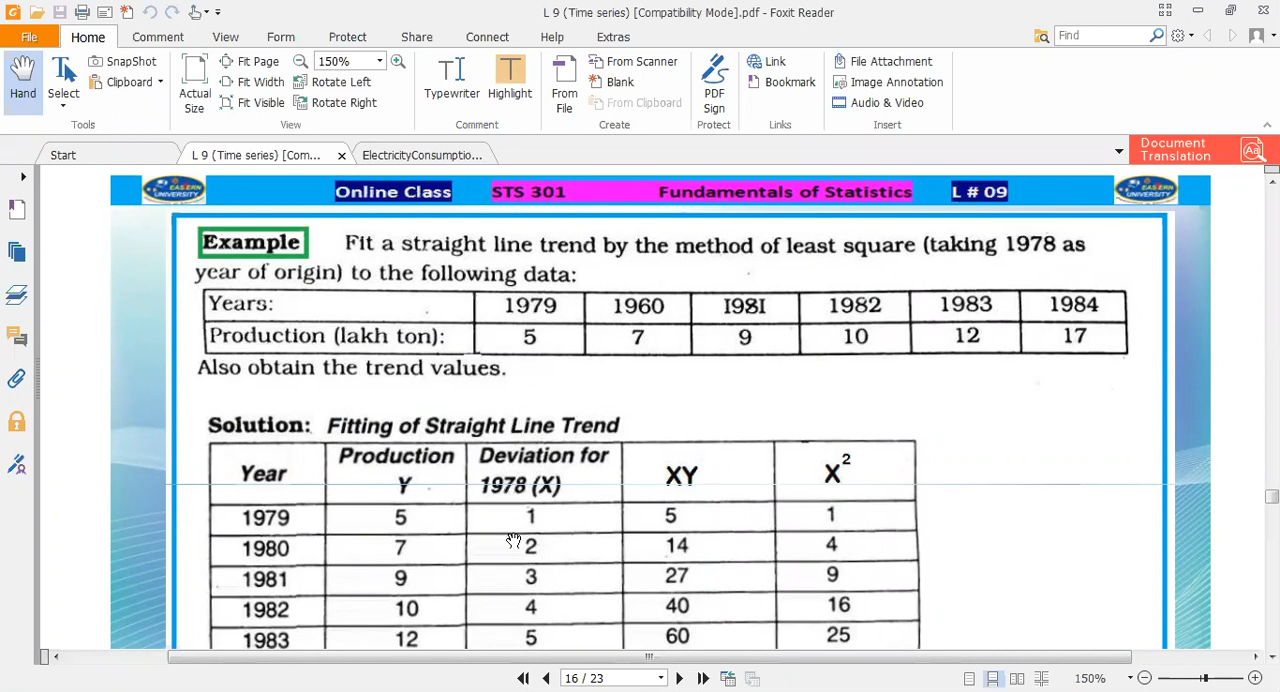 L 9 (Time series) [Compatibility Mode].pdf - Foxit Reader
File Home Comment View Form Protect Share Connect Help Extras Find
Hand Select SnapShot Clipboard Actual Size Fit Page Fit Width Fit Visible 150% Rotate Left Rotate Right Typewriter Highlight From File From Scanner Blank From Clipboard PDF Sign Link Bookmark File Attachment Image Annotation Audio & Video
Tools View Comment Create Protect Links Insert
Start L 9 (Time series) [Com... ElectricityConsumptio... Document Translation
EASTERN UNIVERSITY Online Class STS 301 Fundamentals of Statistics L # 09 EASTERN UNIVERSITY
Example Fit a straight line trend by the method of least square (taking 1978 as
year of origin) to the following data:
Years: 1979 1960 I98I 1982 1983 1984
Production (lakh ton): 5 7 9 10 12 17
Also obtain the trend values.
Solution: Fitting of Straight Line Trend
Year Production Y Deviation for 1978 (X) XY X²
1979 5 1 5 1
1980 7 2 14 4
1981 9 3 27 9
1982 10 4 40 16
1983 12 5 60 25
16 / 23 150%